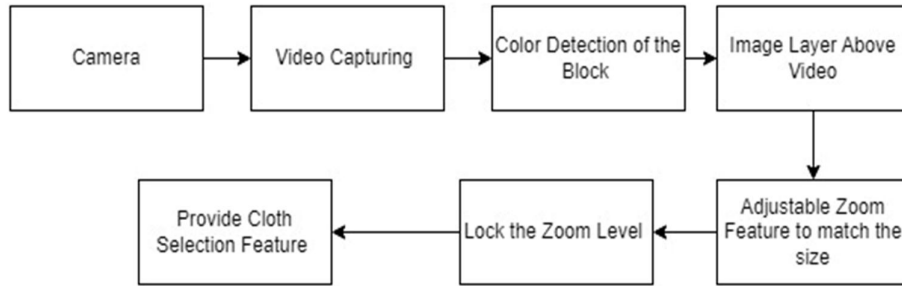 Camera
Video Capturing
Color Detection of the
Block
Image Layer Above
Video
Adjustable Zoom
Feature to match the
size
Lock the Zoom Level
Provide Cloth
Selection Feature